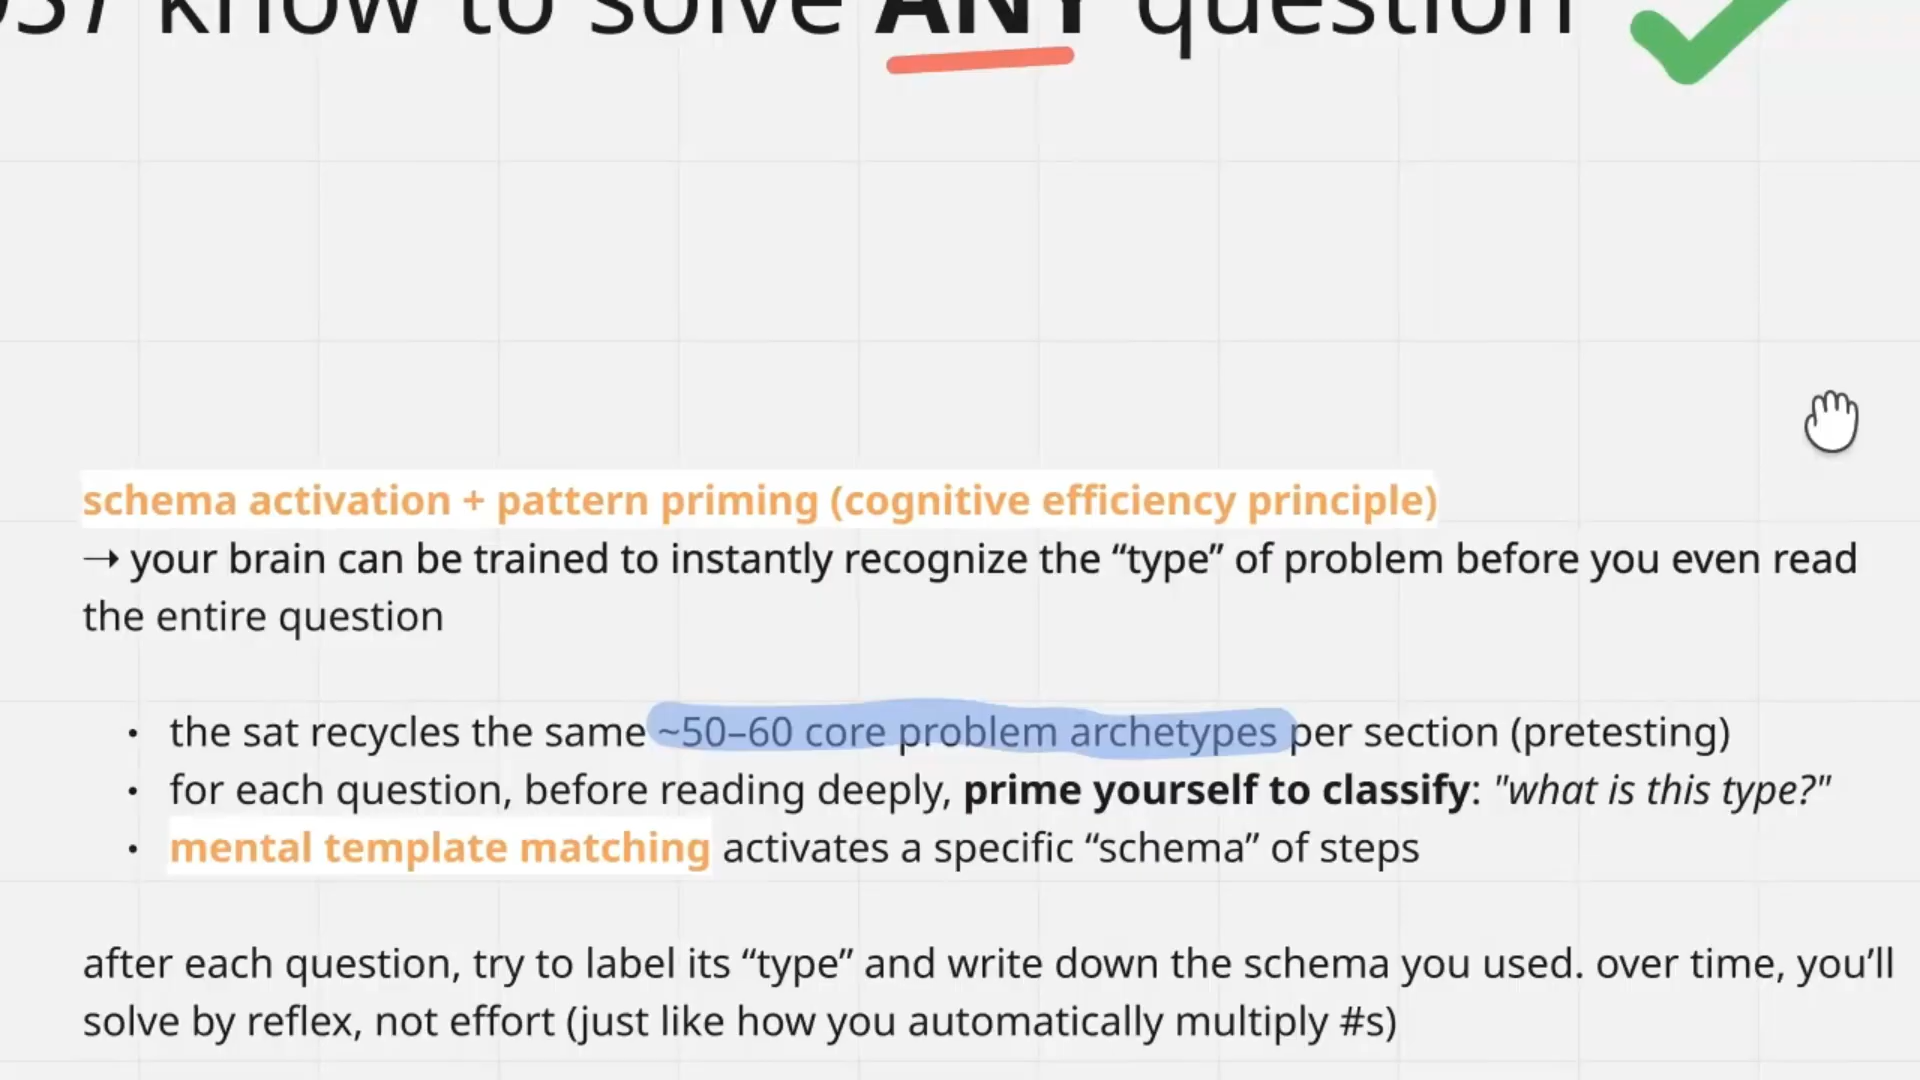 know to solve ANY question
schema activation + pattern priming (cognitive efficiency principle)
→ your brain can be trained to instantly recognize the “type” of problem before you even read
the entire question
• the sat recycles the same ~50–60 core problem archetypes per section (pretesting)
• for each question, before reading deeply, prime yourself to classify: "what is this type?"
• mental template matching activates a specific “schema” of steps
after each question, try to label its “type” and write down the schema you used. over time, you’ll
solve by reflex, not effort (just like how you automatically multiply #s)